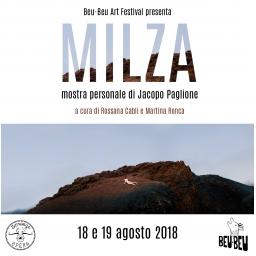 Beu-Beu Art Festival presenta
MILZA
mostra personale di Jacopo Paglione
a cura di Rossana Cabli e Martina Ronca
18 e 19 agosto 2018
BEU-BEU